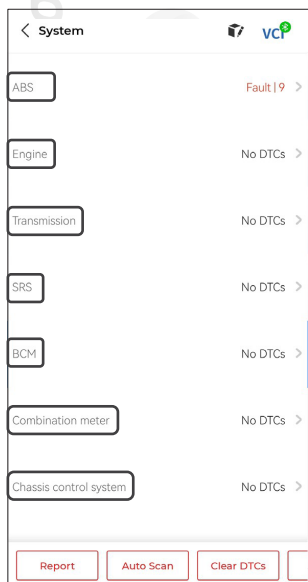 System
VCI
ABS
Fault | 9
Engine
No DTCs
Transmission
No DTCs
SRS
No DTCs
BCM
No DTCs
Combination meter
No DTCs
Chassis control system
No DTCs
Report
Auto Scan
Clear DTCs